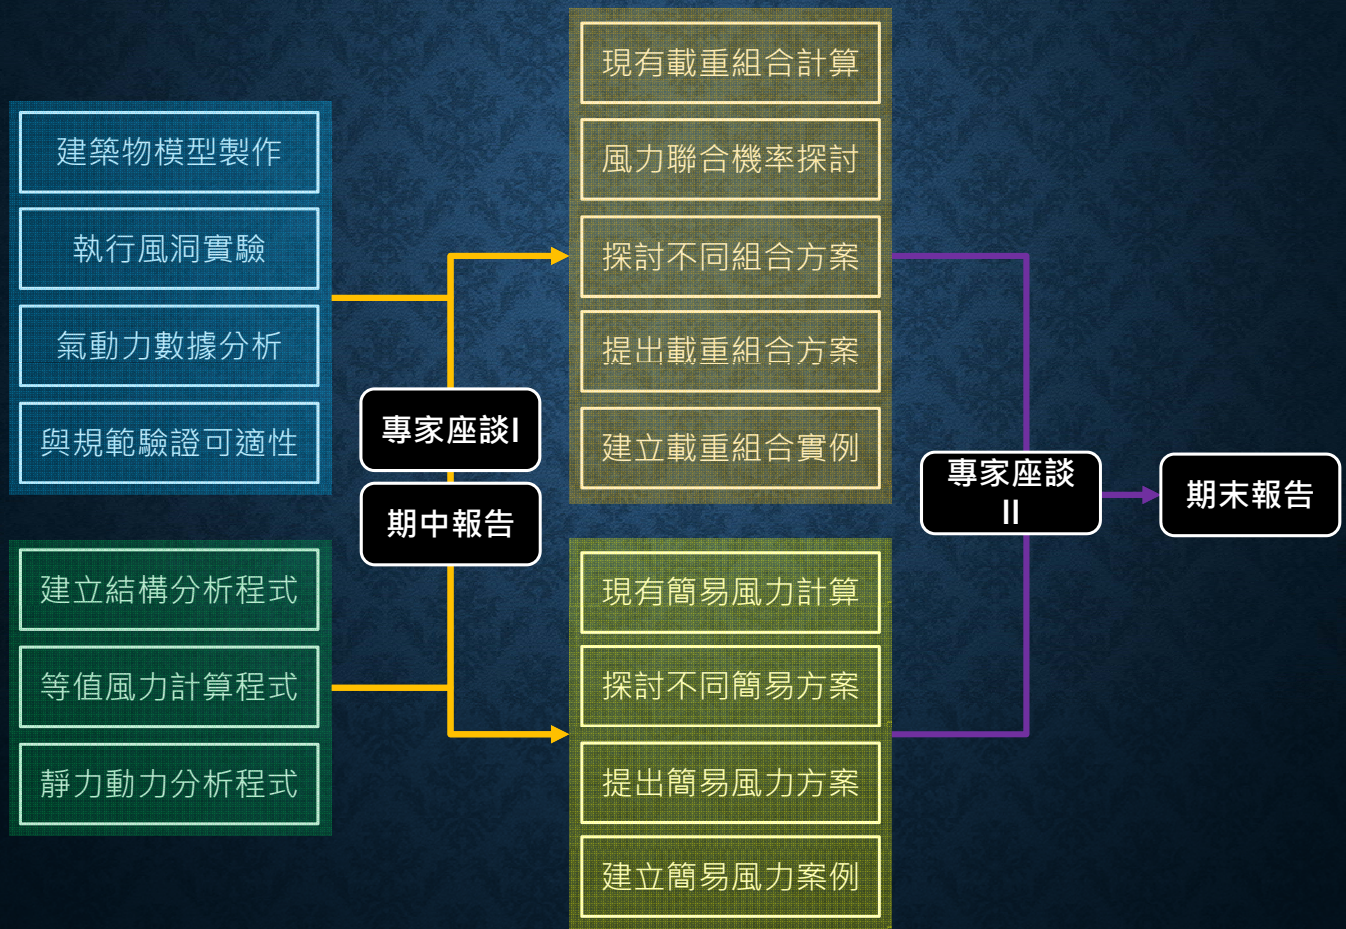 建築物模型製作
執行風洞實驗
氣動力數據分析
與規範驗證可適性
建立結構分析程式
等值風力計算程式
靜力動力分析程式
專家座談I
期中報告
現有載重組合計算
風力聯合機率探討
探討不同組合方案
提出載重組合方案
建立載重組合實例
現有簡易風力計算
探討不同簡易方案
提出簡易風力方案
建立簡易風力案例
專家座談
II
期末報告